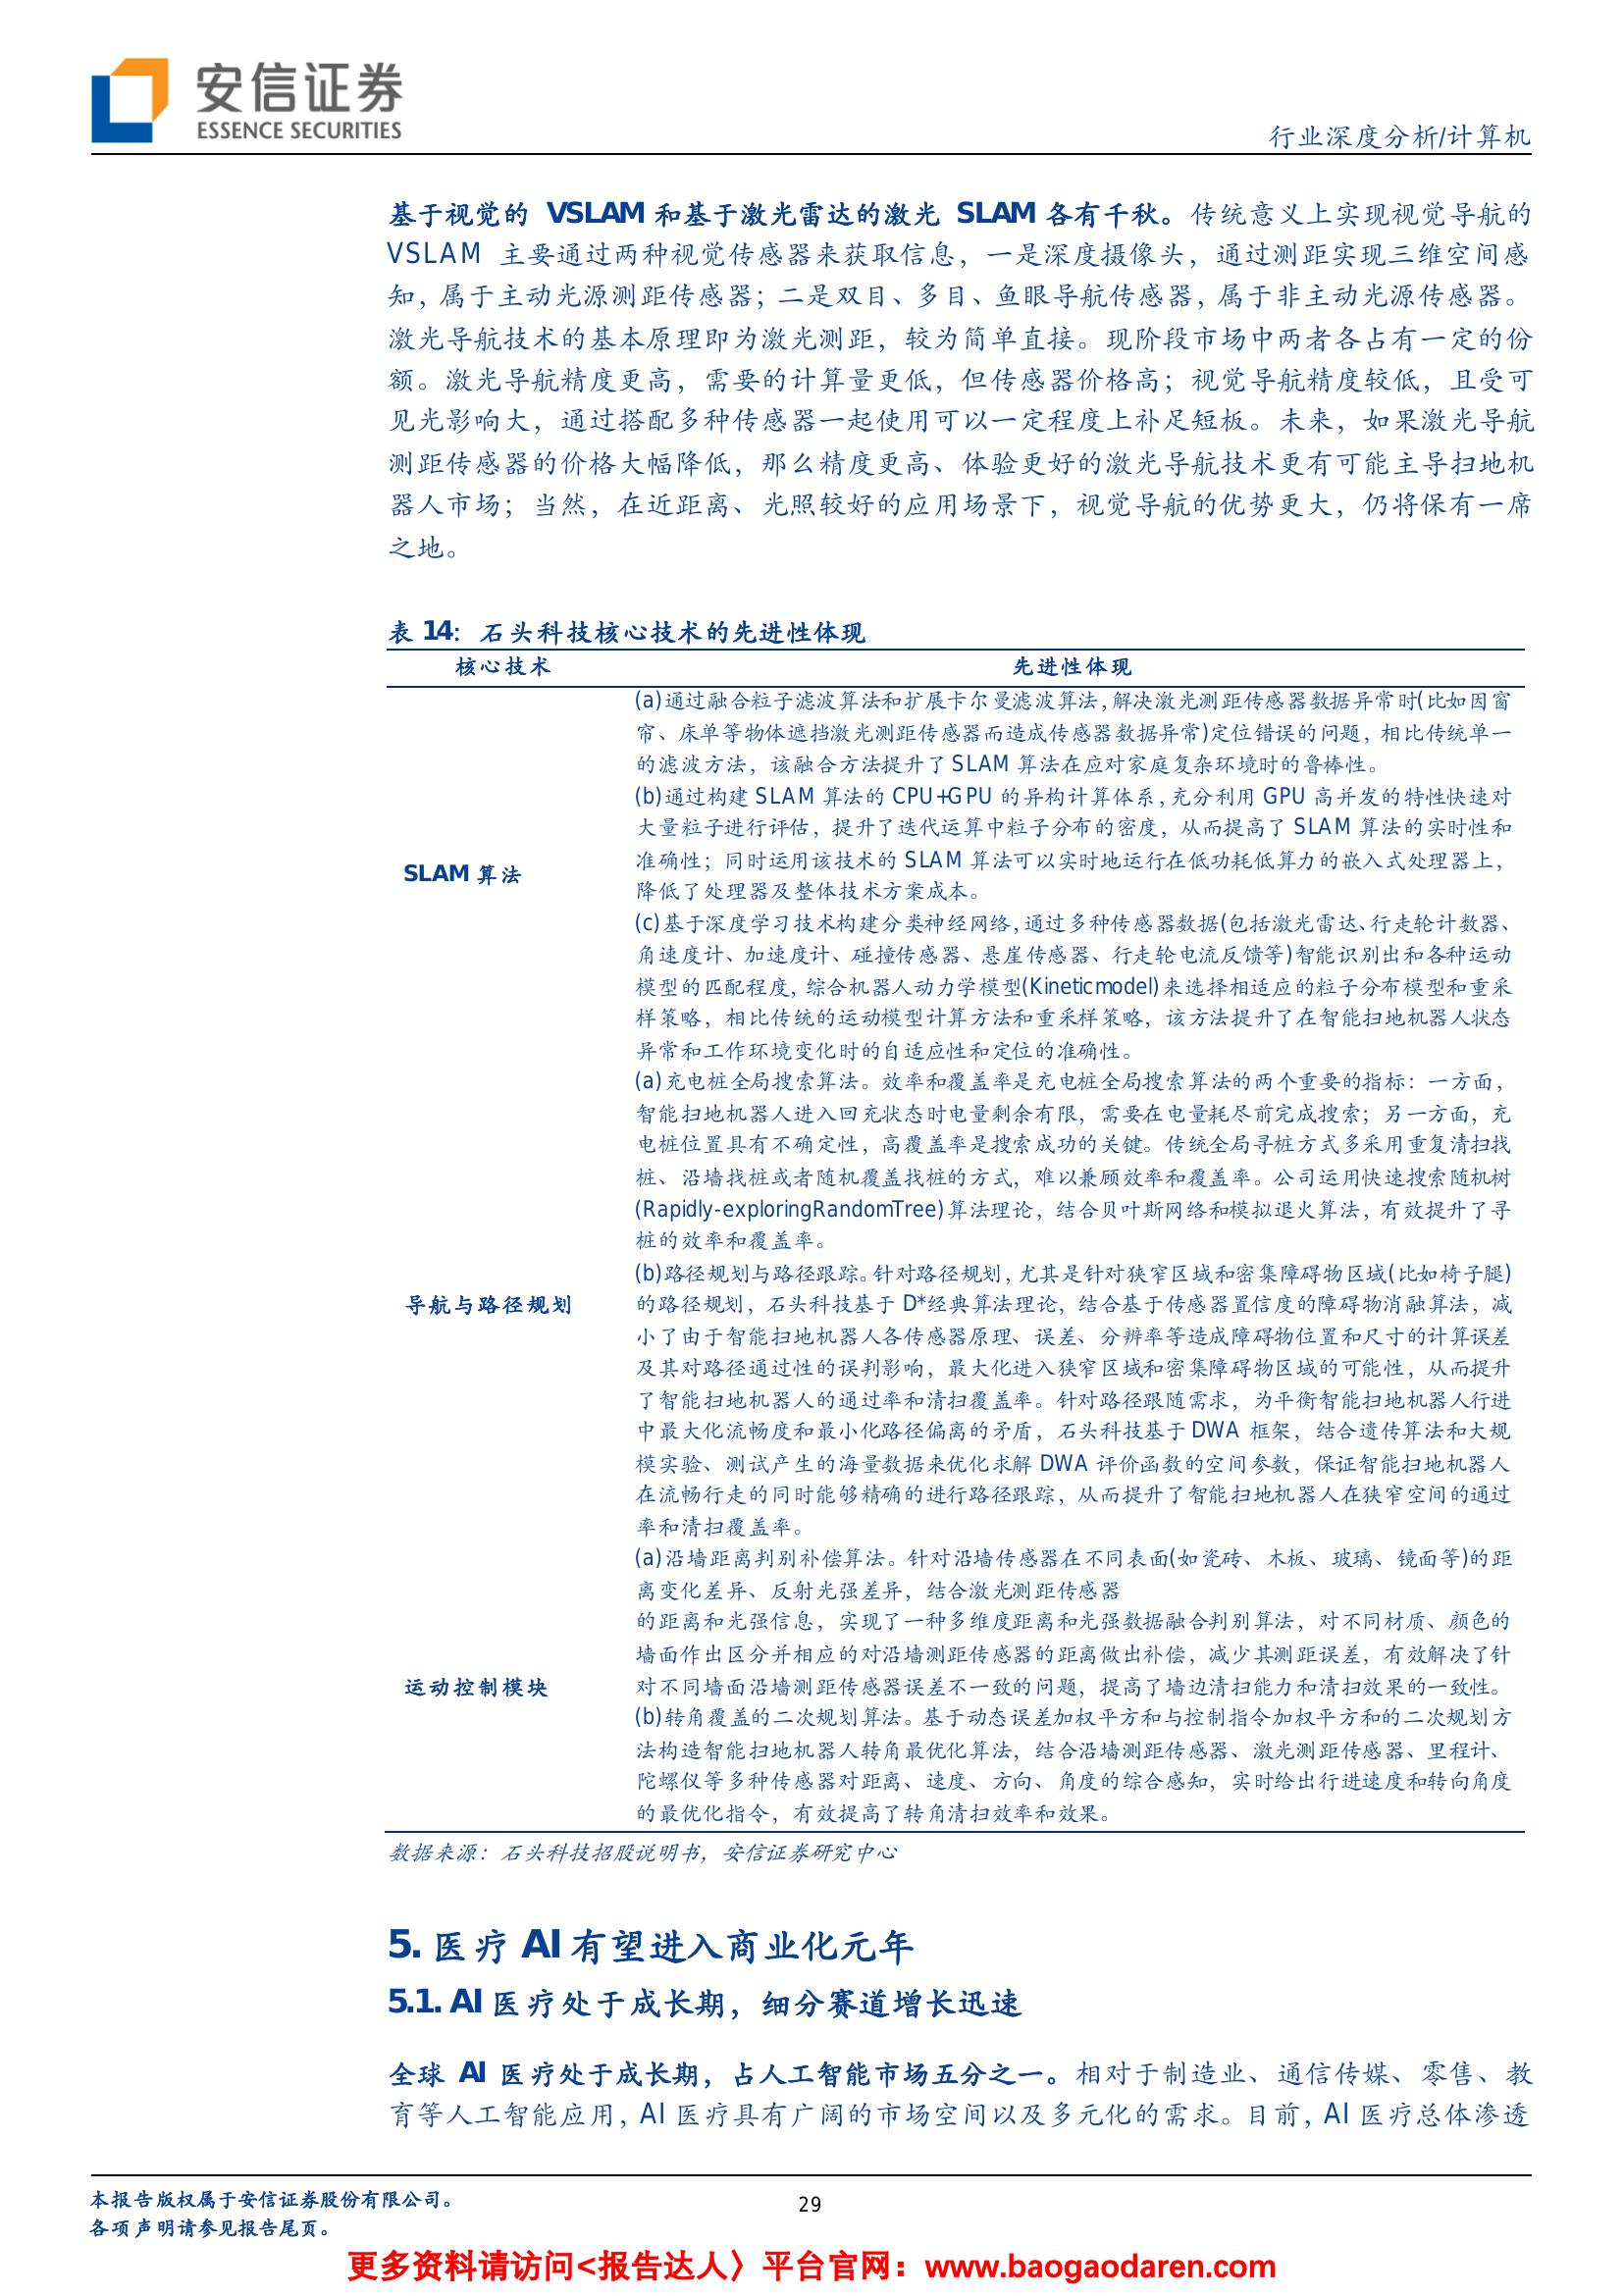 安信证券
ESSENCE SECURITIES
行业深度分析/计算机
基于视觉的 VSLAM 和基于激光雷达的激光 SLAM 各有千秋。传统意义上实现视觉导航的
VSLAM 主要通过两种视觉传感器来获取信息，一是深度摄像头，通过测距实现三维空间感
知，属于主动光源测距传感器；二是双目、多目、鱼眼导航传感器，属于非主动光源传感器。
激光导航技术的基本原理即为激光测距，较为简单直接。现阶段市场中两者各占有一定的份
额。激光导航精度更高，需要的计算量更低，但传感器价格高；视觉导航精度较低，且受可
见光影响大，通过搭配多种传感器一起使用可以一定程度上补足短板。未来，如果激光导航
测距传感器的价格大幅降低，那么精度更高、体验更好的激光导航技术更有可能主导扫地机
器人市场；当然，在近距离、光照较好的应用场景下，视觉导航的优势更大，仍将保有一席
之地。
表 14：石头科技核心技术的先进性体现
核心技术 先进性体现
(a)通过融合粒子滤波算法和扩展卡尔曼滤波算法,解决激光测距传感器数据异常时(比如因窗
帘、床单等物体遮挡激光测距传感器而造成传感器数据异常)定位错误的问题，相比传统单一
的滤波方法，该融合方法提升了 SLAM 算法在应对家庭复杂环境时的鲁棒性。
(b)通过构建 SLAM 算法的 CPU+GPU 的异构计算体系,充分利用 GPU 高并发的特性快速对
大量粒子进行评估，提升了迭代运算中粒子分布的密度，从而提高了 SLAM 算法的实时性和
准确性；同时运用该技术的 SLAM 算法可以实时地运行在低功耗低算力的嵌入式处理器上，
SLAM 算法
降低了处理器及整体技术方案成本。
(c)基于深度学习技术构建分类神经网络,通过多种传感器数据(包括激光雷达、行走轮计数器、
角速度计、加速度计、碰撞传感器、悬崖传感器、行走轮电流反馈等)智能识别出和各种运动
模型的匹配程度,综合机器人动力学模型(Kineticmodel)来选择相适应的粒子分布模型和重采
样策略，相比传统的运动模型计算方法和重采样策略，该方法提升了在智能扫地机器人状态
异常和工作环境变化时的自适应性和定位的准确性。
(a)充电桩全局搜索算法。效率和覆盖率是充电桩全局搜索算法的两个重要的指标：一方面，
智能扫地机器人进入回充状态时电量剩余有限，需要在电量耗尽前完成搜索；另一方面，充
电桩位置具有不确定性，高覆盖率是搜索成功的关键。传统全局寻桩方式多采用重复清扫找
桩、沿墙找桩或者随机覆盖找桩的方式，难以兼顾效率和覆盖率。公司运用快速搜索随机树
(Rapidly-exploringRandomTree)算法理论，结合贝叶斯网络和模拟退火算法，有效提升了寻
桩的效率和覆盖率。
(b)路径规划与路径跟踪。针对路径规划,尤其是针对狭窄区域和密集障碍物区域(比如椅子腿)
导航与路径规划
的路径规划，石头科技基于 D*经典算法理论，结合基于传感器置信度的障碍物消融算法，减
小了由于智能扫地机器人各传感器原理、误差、分辨率等造成障碍物位置和尺寸的计算误差
及其对路径通过性的误判影响，最大化进入狭窄区域和密集障碍物区域的可能性，从而提升
了智能扫地机器人的通过率和清扫覆盖率。针对路径跟随需求，为平衡智能扫地机器人行进
中最大化流畅度和最小化路径偏离的矛盾，石头科技基于 DWA 框架，结合遗传算法和大规
模实验、测试产生的海量数据来优化求解 DWA 评价函数的空间参数，保证智能扫地机器人
在流畅行走的同时能够精确的进行路径跟踪，从而提升了智能扫地机器人在狭窄空间的通过
率和清扫覆盖率。
(a)沿墙距离判别补偿算法。针对沿墙传感器在不同表面(如瓷砖、木板、玻璃、镜面等)的距
离变化差异、反射光强差异，结合激光测距传感器
的距离和光强信息，实现了一种多维度距离和光强数据融合判别算法，对不同材质、颜色的
墙面作出区分并相应的对沿墙测距传感器的距离做出补偿，减少其测距误差，有效解决了针
运动控制模块
对不同墙面沿墙测距传感器误差不一致的问题，提高了墙边清扫能力和清扫效果的一致性。
(b)转角覆盖的二次规划算法。基于动态误差加权平方和与控制指令加权平方和的二次规划方
法构造智能扫地机器人转角最优化算法，结合沿墙测距传感器、激光测距传感器、里程计、
陀螺仪等多种传感器对距离、速度、方向、角度的综合感知，实时给出行进速度和转向角度
的最优化指令，有效提高了转角清扫效率和效果。
数据来源：石头科技招股说明书，安信证券研究中心
5. 医疗 AI 有望进入商业化元年
5.1. AI 医疗处于成长期，细分赛道增长迅速
全球 AI 医疗处于成长期，占人工智能市场五分之一。相对于制造业、通信传媒、零售、教
育等人工智能应用，AI 医疗具有广阔的市场空间以及多元化的需求。目前，AI 医疗总体渗透
本报告版权属于安信证券股份有限公司。
各项声明请参见报告尾页。
29
更多资料请访问<报告达人〉平台官网：www.baogaodaren.com